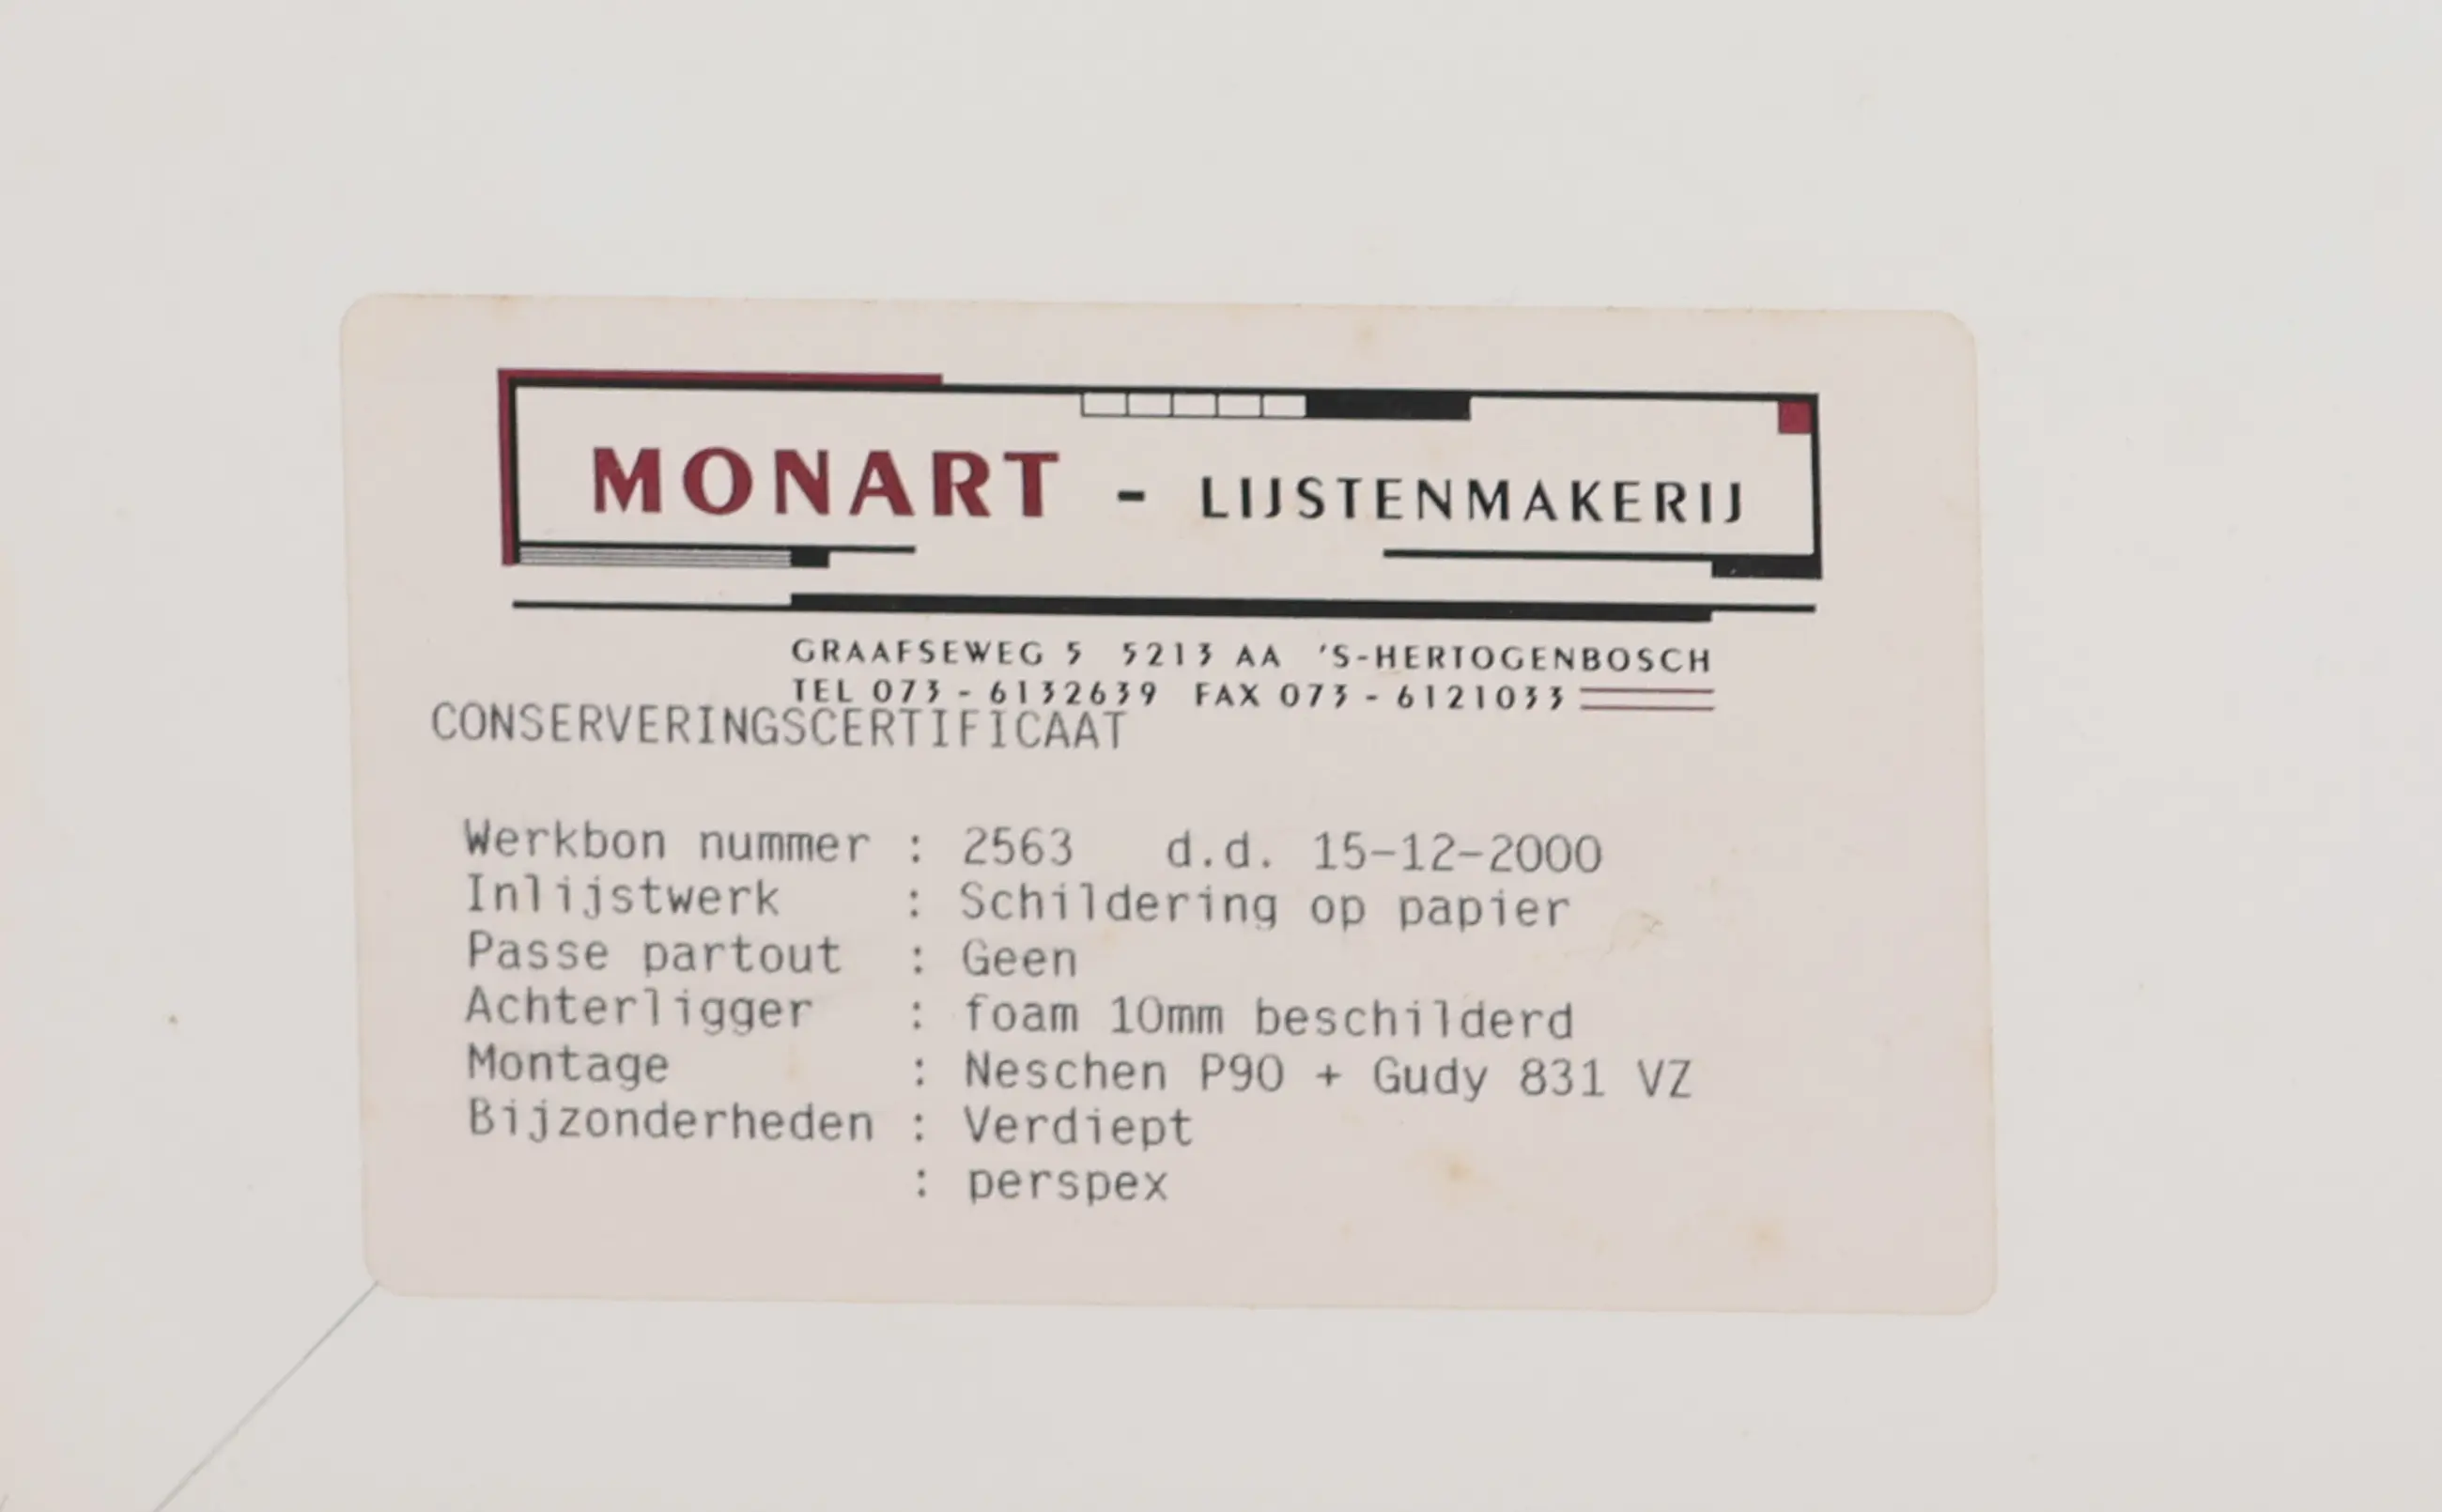 MONART - LIJSTENMAKERIJ
GRAAFSEWEG 5 5213 AA 'S-HERTOGENBOSCH
TEL 073 - 6132639 FAX 073 - 6121033
CONSERVERINGSCERTIFICAAT
Werkbon nummer : 2563 d.d. 15-12-2000
Inlijstwerk : Schildering op papier
Passe partout : Geen
Achterligger : foam 10mm beschilderd
Montage : Neschen P90 + Gudy 831 VZ
Bijzonderheden : Verdiept
: perspex